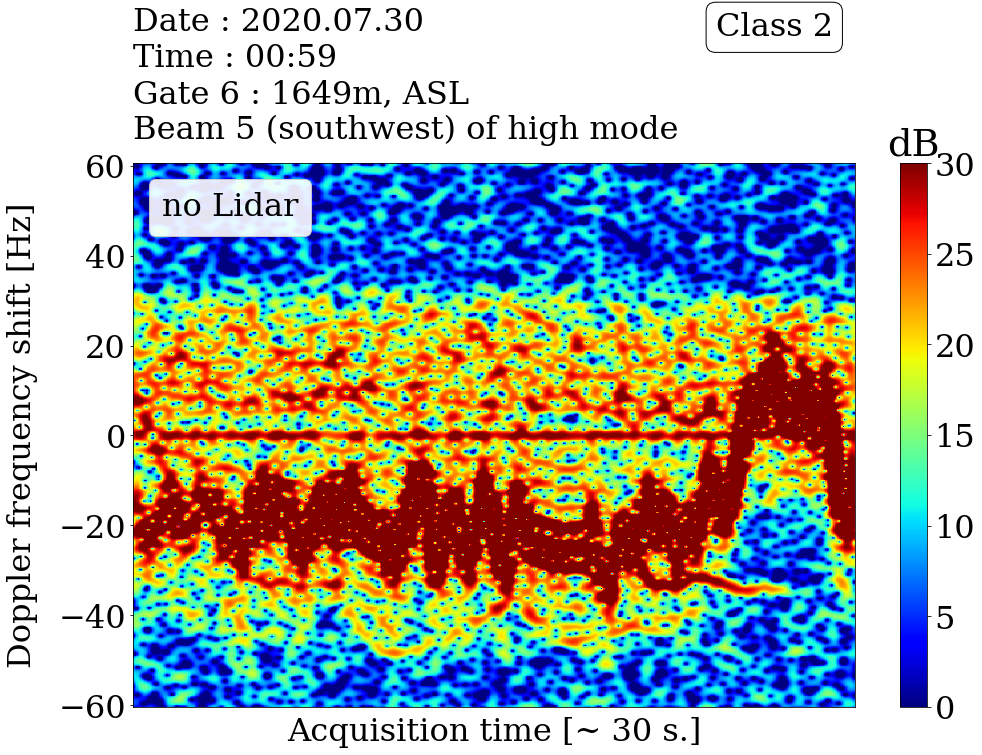 Date : 2020.07.30
Time : 00:59
Gate 6 : 1649m, ASL
Beam 5 (southwest) of high mode
Class 2
dB
no Lidar
60
40
20
0
−20
−40
−60
Doppler frequency shift [Hz]
Acquisition time [~ 30 s.]
30
25
20
15
10
5
0